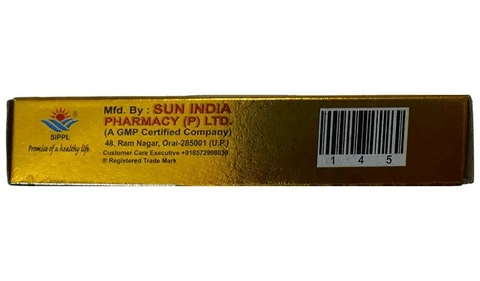 SIPPL
Promise of a healthy life
Mfd. By : SUN INDIA
PHARMACY (P) LTD.
(A GMP Certified Company)
48, Ram Nagar, Orai-285001 (U.P.)
Customer Care Executive +918572998030
® Registered Trade Mark
1 4 5